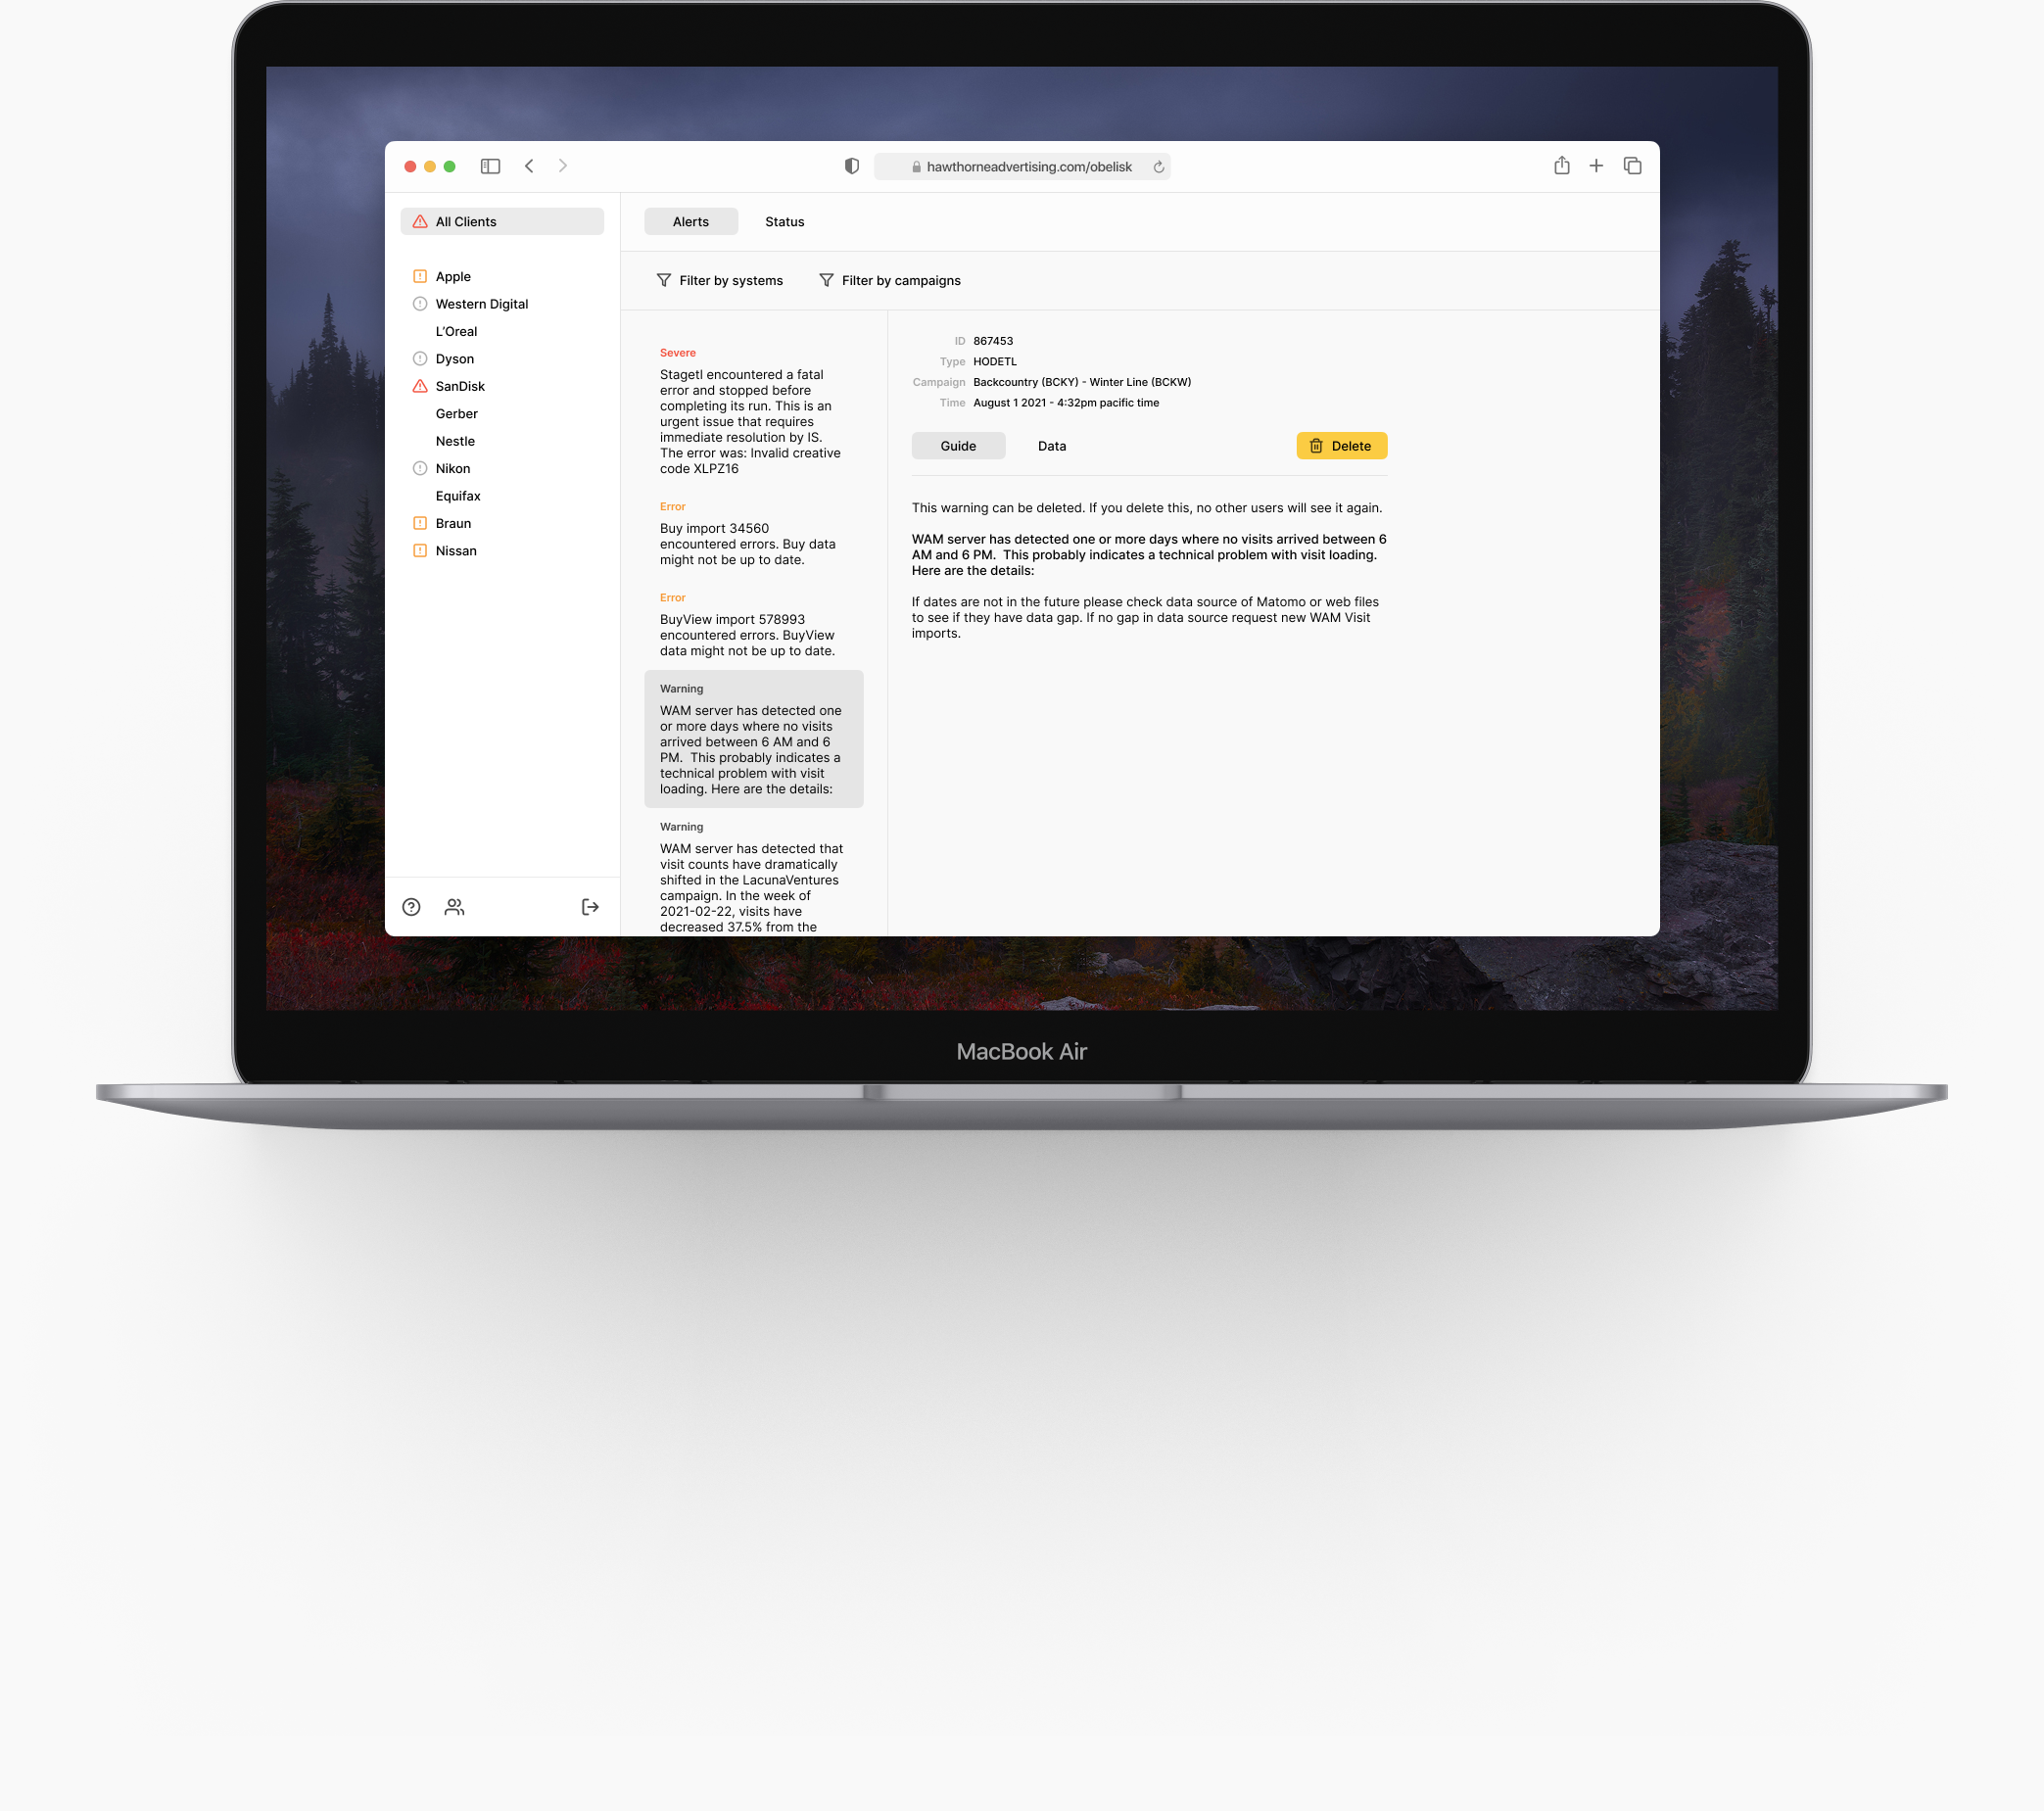 hawthorneadvertising.com/obelisk
All Clients
Apple
Western Digital
L’Oreal
Dyson
SanDisk
Gerber
Nestle
Nikon
Equifax
Braun
Nissan
Alerts
Status
Filter by systems
Filter by campaigns
Severe
Stagetl encountered a fatal
error and stopped before
completing its run. This is an
urgent issue that requires
immediate resolution by IS.
The error was: Invalid creative
code XLPZ16
Error
Buy import 34560
encountered errors. Buy data
might not be up to date.
Error
BuyView import 578993
encountered errors. BuyView
data might not be up to date.
Warning
WAM server has detected one
or more days where no visits
arrived between 6 AM and 6
PM.  This probably indicates a
technical problem with visit
loading. Here are the details:
Warning
WAM server has detected that
visit counts have dramatically
shifted in the LacunaVentures
campaign. In the week of
2021-02-22, visits have
decreased 37.5% from the
ID 867453
Type HODETL
Campaign Backcountry (BCKY) - Winter Line (BCKW)
Time August 1 2021 - 4:32pm pacific time
Guide
Data
Delete
This warning can be deleted. If you delete this, no other users will see it again.
WAM server has detected one or more days where no visits arrived between 6
AM and 6 PM.  This probably indicates a technical problem with visit loading.
Here are the details:
If dates are not in the future please check data source of Matomo or web files
to see if they have data gap. If no gap in data source request new WAM Visit
imports.
MacBook Air